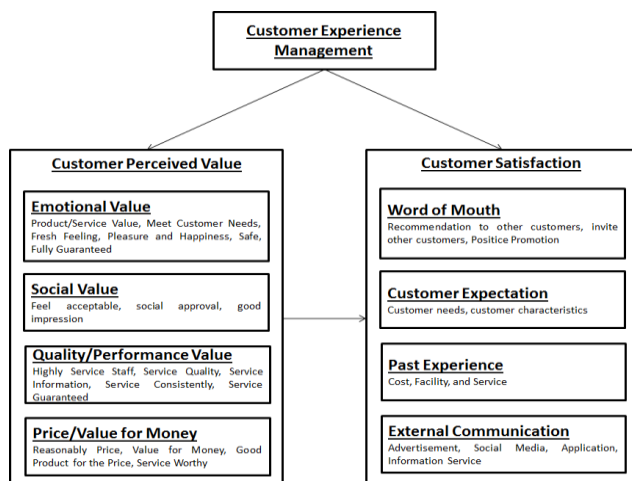 Customer Experience
Management
Customer Perceived Value
Emotional Value
Product/Service Value, Meet Customer Needs,
Fresh Feeling, Pleasure and Happiness, Safe,
Fully Guaranteed
Social Value
Feel acceptable, social approval, good
impression
Quality/Performance Value
Highly Service Staff, Service Quality, Service
Information, Service Consistently, Service
Guaranteed
Price/Value for Money
Reasonably Price, Value for Money, Good
Product for the Price, Service Worthy
Customer Satisfaction
Word of Mouth
Recommendation to other customers, invite
other customers, Positice Promotion
Customer Expectation
Customer needs, customer characteristics
Past Experience
Cost, Facility, and Service
External Communication
Advertisement, Social Media, Application,
Information Service